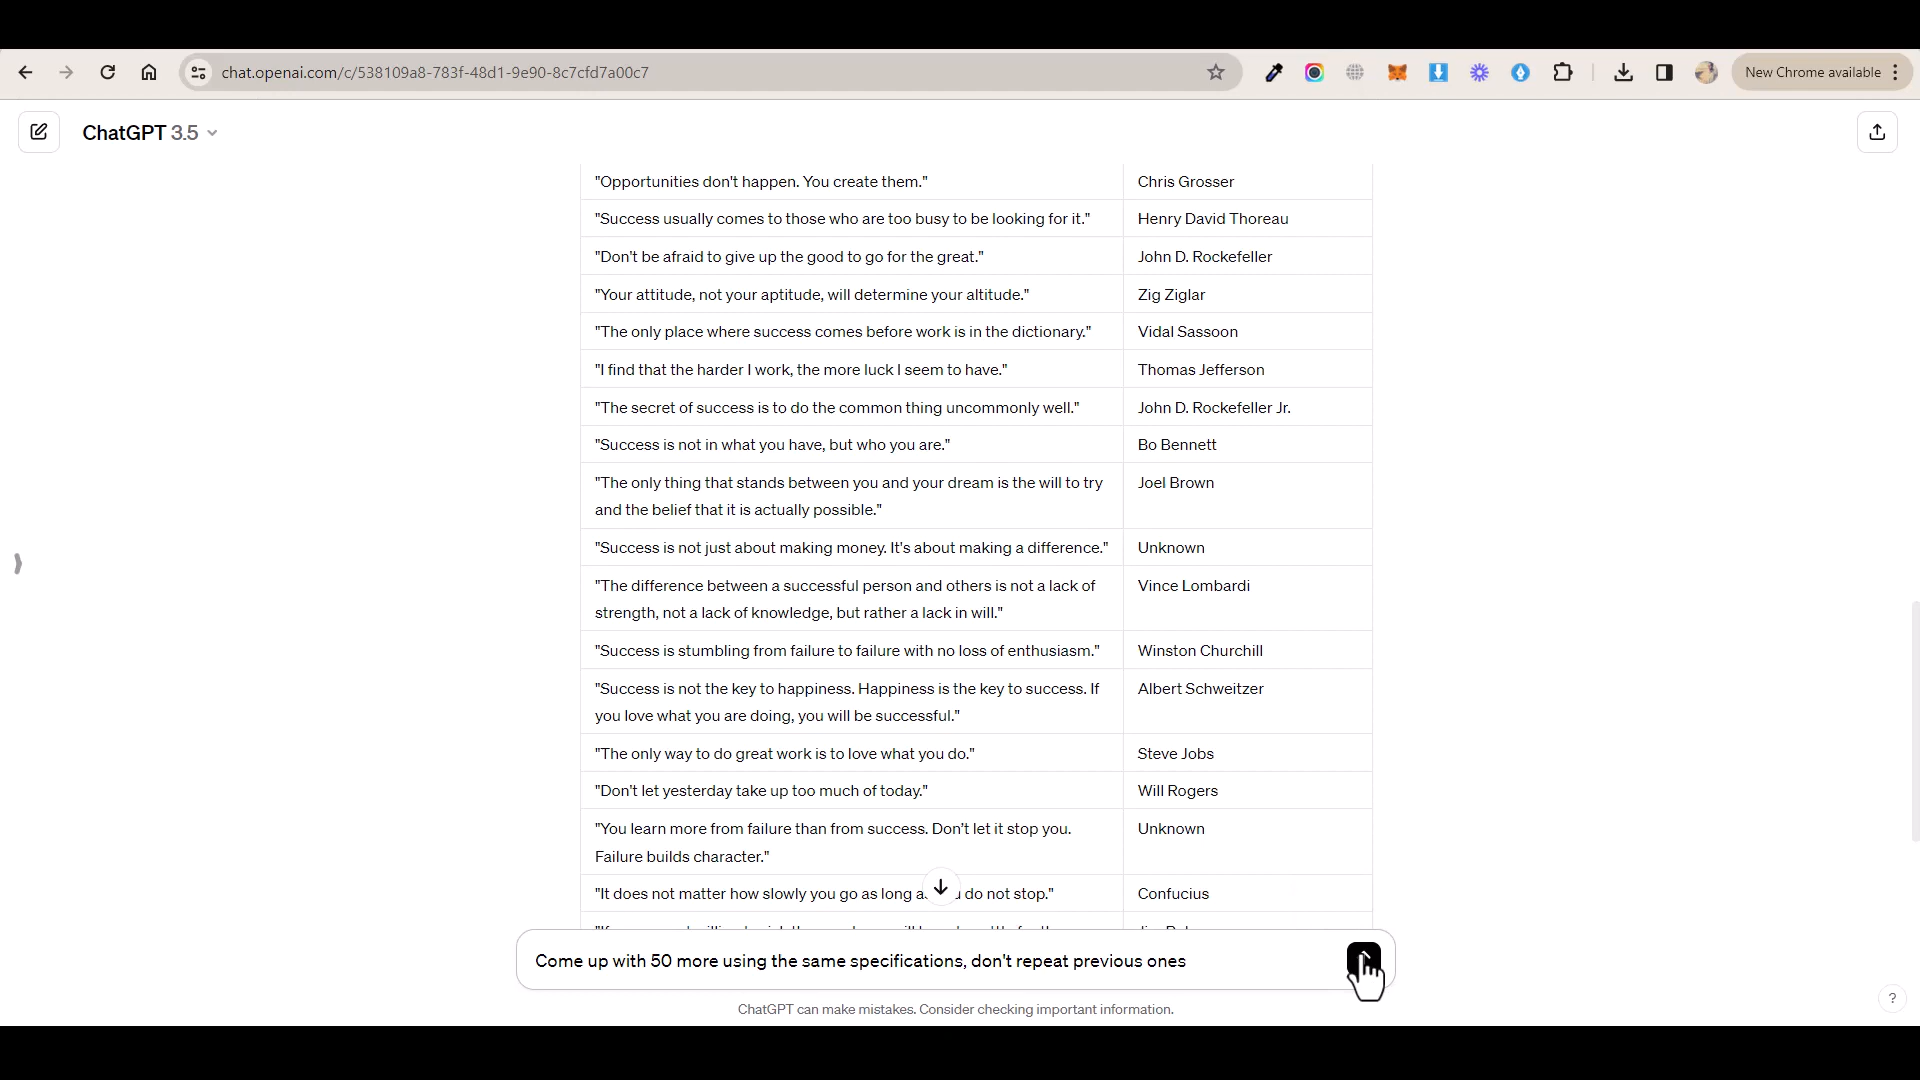 chat.openai.com/c/538109a8-783f-48d1-9e90-8c7cfd7a00c7
New Chrome available
ChatGPT 3.5
"Opportunities don't happen. You create them."
Chris Grosser
"Success usually comes to those who are too busy to be looking for it."
Henry David Thoreau
"Don't be afraid to give up the good to go for the great."
John D. Rockefeller
"Your attitude, not your aptitude, will determine your altitude."
Zig Ziglar
"The only place where success comes before work is in the dictionary."
Vidal Sassoon
"I find that the harder I work, the more luck I seem to have."
Thomas Jefferson
"The secret of success is to do the common thing uncommonly well."
John D. Rockefeller Jr.
"Success is not in what you have, but who you are."
Bo Bennett
"The only thing that stands between you and your dream is the will to try
and the belief that it is actually possible."
Joel Brown
"Success is not just about making money. It's about making a difference."
Unknown
"The difference between a successful person and others is not a lack of
strength, not a lack of knowledge, but rather a lack in will."
Vince Lombardi
"Success is stumbling from failure to failure with no loss of enthusiasm."
Winston Churchill
"Success is not the key to happiness. Happiness is the key to success. If
you love what you are doing, you will be successful."
Albert Schweitzer
"The only way to do great work is to love what you do."
Steve Jobs
"Don't let yesterday take up too much of today."
Will Rogers
"You learn more from failure than from success. Don’t let it stop you.
Failure builds character."
Unknown
"It does not matter how slowly you go as long do not stop."
Confucius
Come up with 50 more using the same specifications, don't repeat previous ones
ChatGPT can make mistakes. Consider checking important information.
?